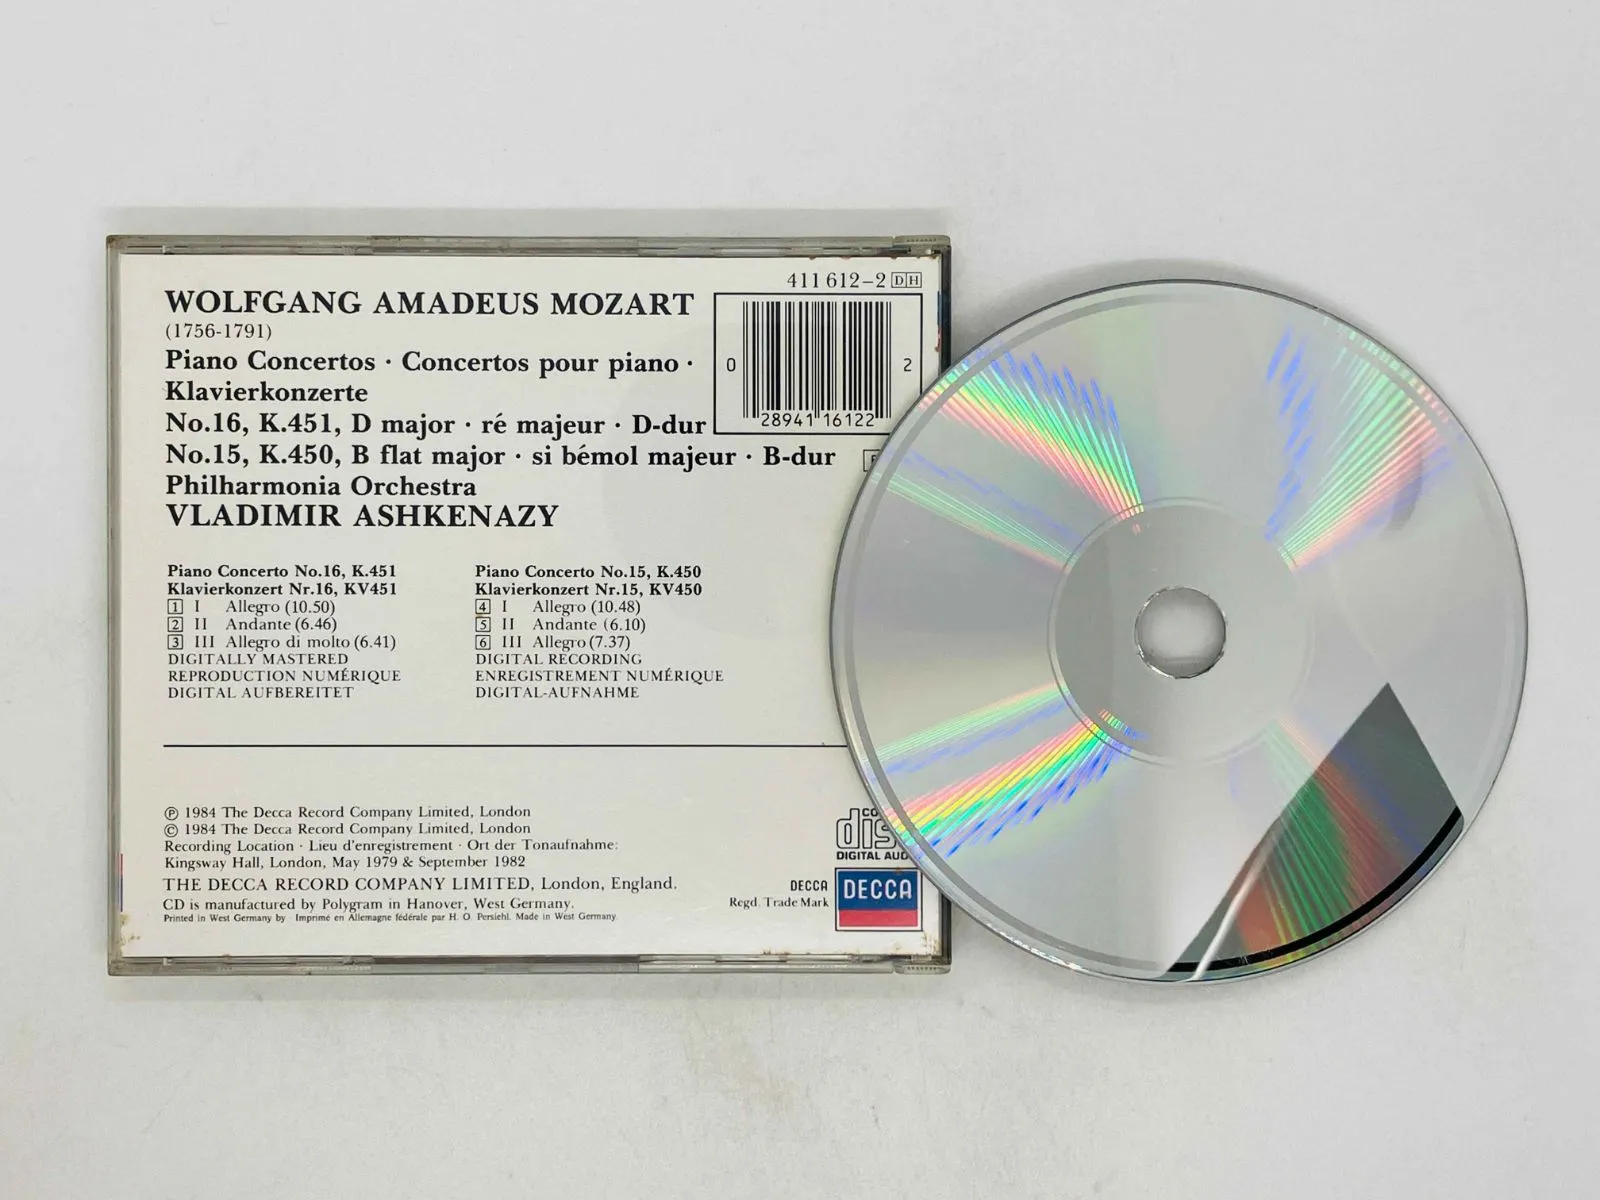 411 612-2 DH
WOLFGANG AMADEUS MOZART
(1756-1791)
Piano Concertos · Concertos pour piano ·
Klavierkonzerte
No.16, K.451, D major · ré majeur · D-dur
No.15, K.450, B flat major · si bémol majeur · B-dur
Philharmonia Orchestra
VLADIMIR ASHKENAZY
0 28941 16122 2
Piano Concerto No.16, K.451
Klavierkonzert Nr.16, KV451
1 I Allegro (10.50)
2 II Andante (6.46)
3 III Allegro di molto (6.41)
DIGITALLY MASTERED
REPRODUCTION NUMÉRIQUE
DIGITAL AUFBEREITET
Piano Concerto No.15, K.450
Klavierkonzert Nr.15, KV450
4 I Allegro (10.48)
5 II Andante (6.10)
6 III Allegro (7.37)
DIGITAL RECORDING
ENREGISTREMENT NUMÉRIQUE
DIGITAL-AUFNAHME
℗ 1984 The Decca Record Company Limited, London
© 1984 The Decca Record Company Limited, London
Recording Location · Lieu d'enregistrement · Ort der Tonaufnahme:
Kingsway Hall, London, May 1979 & September 1982
THE DECCA RECORD COMPANY LIMITED, London, England.
CD is manufactured by Polygram in Hanover, West Germany.
Printed in West Germany by · Imprimé en Allemagne fédérale par H. O. Persiehl. Made in West Germany.
DIGITAL
DECCA
Regd. Trade Mark
DECCA